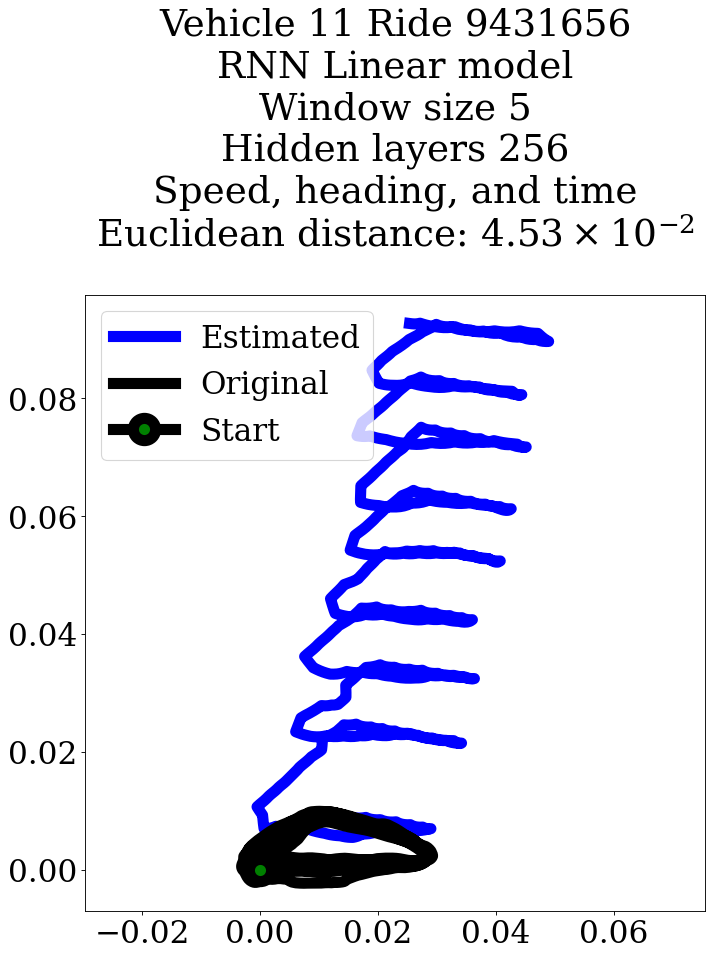 Vehicle 11 Ride 9431656
RNN Linear model
Window size 5
Hidden layers 256
Speed, heading, and time
Euclidean distance: 4.53 × 10⁻²
Estimated
Original
Start
0.08
0.06
0.04
0.02
0.00
−0.02 0.00 0.02 0.04 0.06